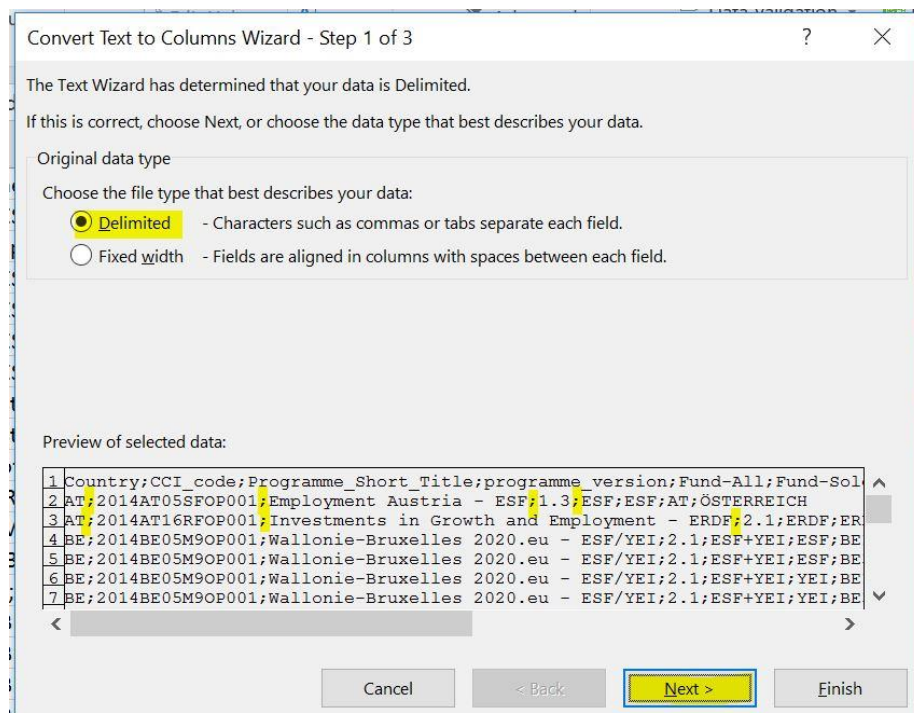 Data Validation
Convert Text to Columns Wizard - Step 1 of 3 ?
The Text Wizard has determined that your data is Delimited.
If this is correct, choose Next, or choose the data type that best describes your data.
Original data type
Choose the file type that best describes your data:
Delimited - Characters such as commas or tabs separate each field.
Fixed width - Fields are aligned in columns with spaces between each field.
Preview of selected data:
1 Country;CCI_code;Programme_Short_Title;programme_version;Fund-All;Fund-Sol
2 AT;2014AT05SFOP001;Employment Austria - ESF;1.3;ESF;ESF;AT;ÖSTERREICH
3 AT;2014AT16RFOP001;Investments in Growth and Employment - ERDF;2.1;ERDF;ER
4 BE;2014BE05M9OP001;Wallonie-Bruxelles 2020.eu - ESF/YEI;2.1;ESF+YEI;ESF;BE
5 BE;2014BE05M9OP001;Wallonie-Bruxelles 2020.eu - ESF/YEI;2.1;ESF+YEI;ESF;BE
6 BE;2014BE05M9OP001;Wallonie-Bruxelles 2020.eu - ESF/YEI;2.1;ESF+YEI;YEI;BE
7 BE;2014BE05M9OP001;Wallonie-Bruxelles 2020.eu - ESF/YEI;2.1;ESF+YEI;YEI;BE
Cancel < Back Next > Finish